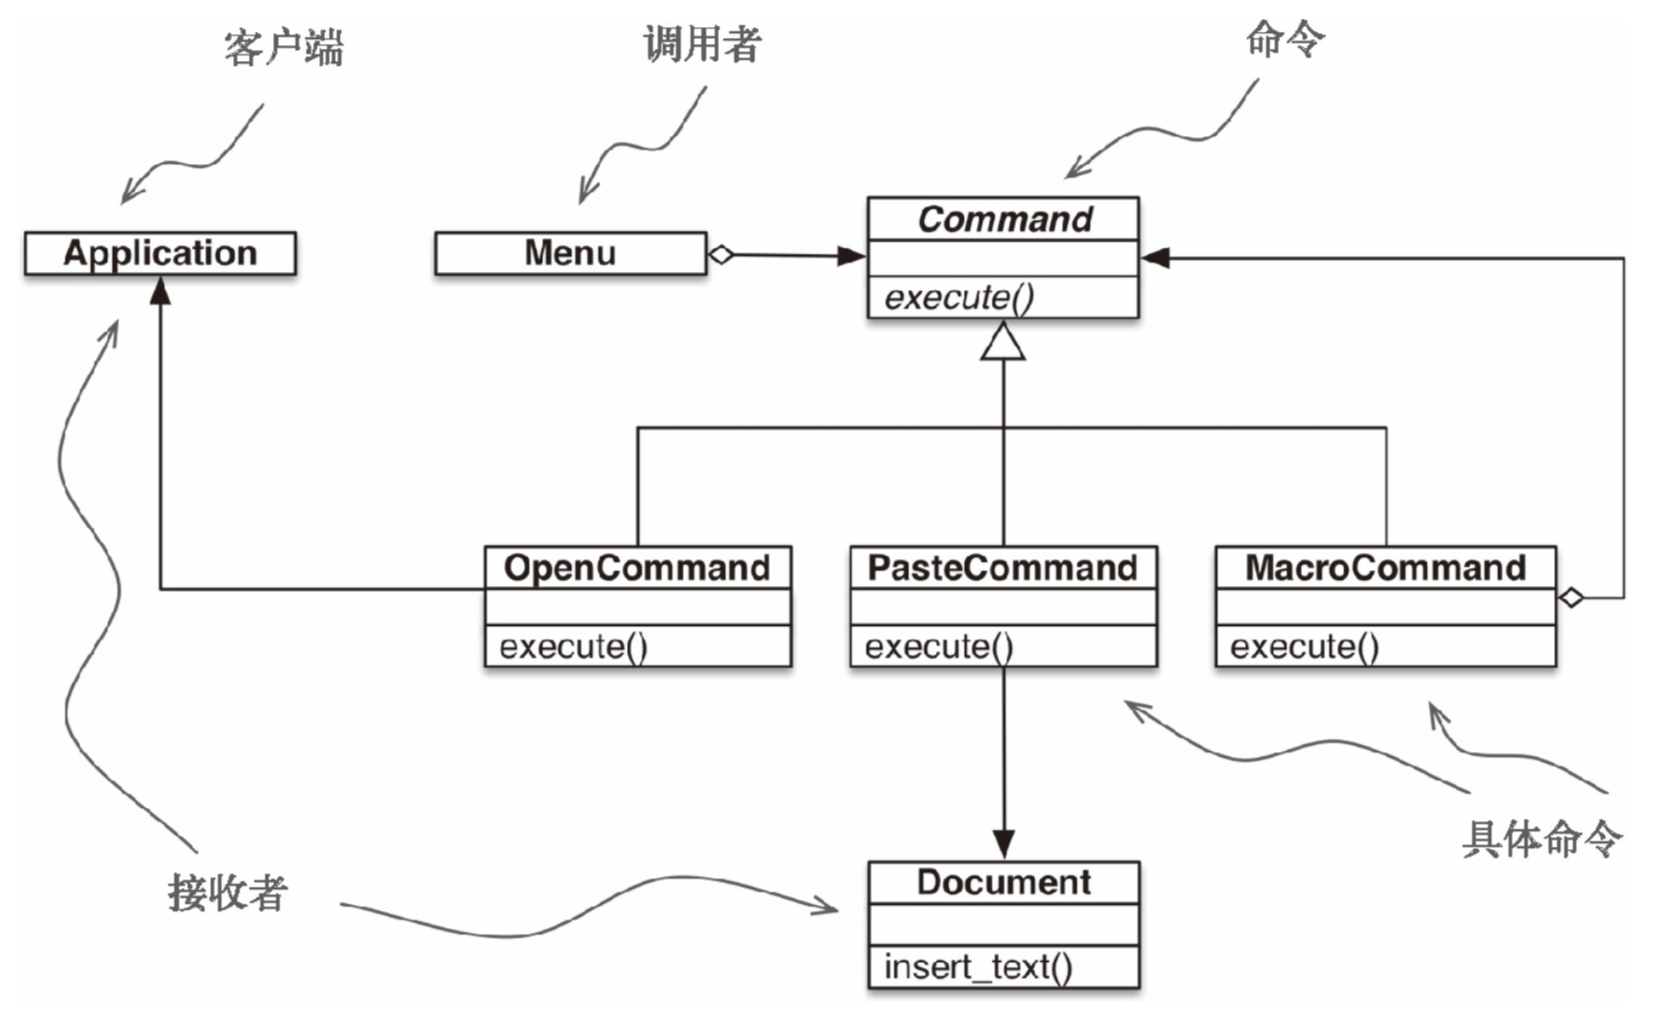 客户端
调用者
命令
Application
Menu
Command
execute()
OpenCommand
execute()
PasteCommand
execute()
MacroCommand
execute()
具体命令
接收者
Document
insert_text()